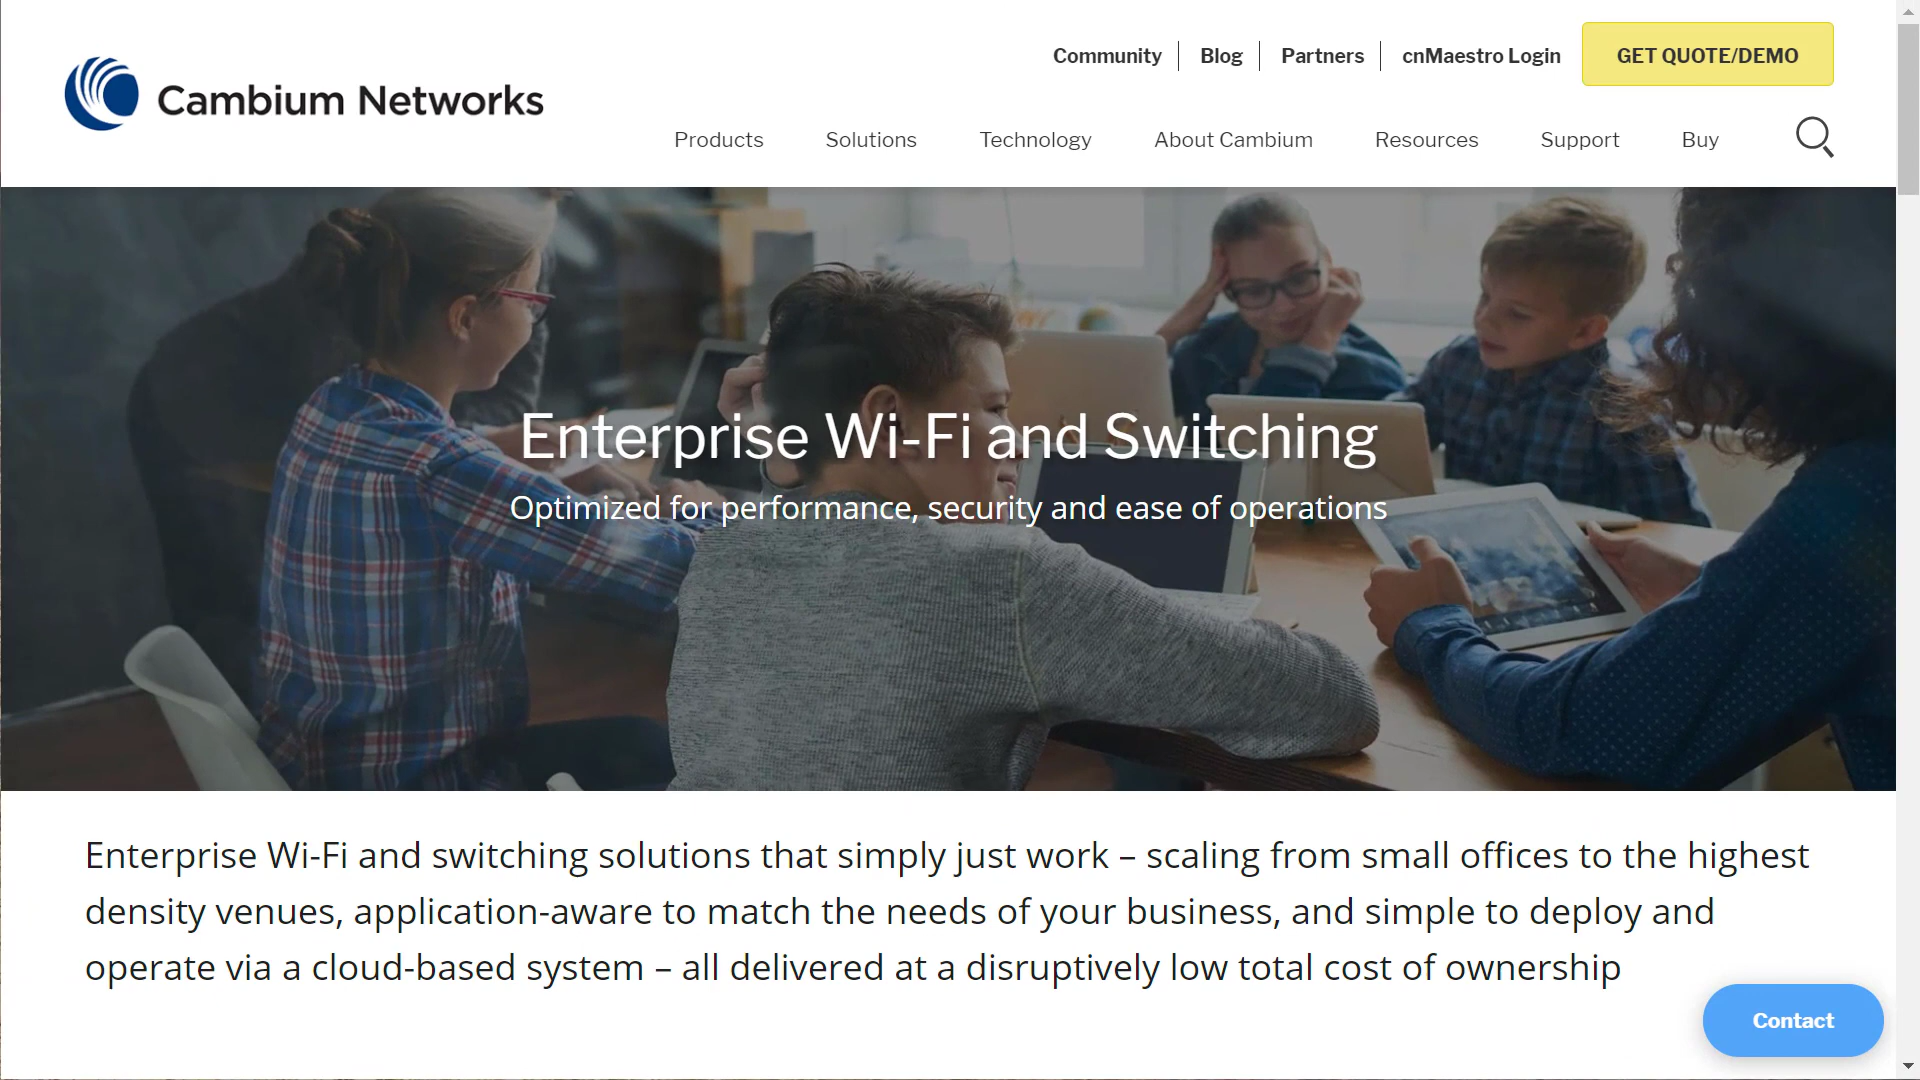 Community
Blog
Partners
cnMaestro Login
GET QUOTE/DEMO
Cambium Networks
Products
Solutions
Technology
About Cambium
Resources
Support
Buy
Enterprise Wi-Fi and Switching
Optimized for performance, security and ease of operations
Enterprise Wi-Fi and switching solutions that simply just work – scaling from small offices to the highest
density venues, application-aware to match the needs of your business, and simple to deploy and
operate via a cloud-based system – all delivered at a disruptively low total cost of ownership
Contact